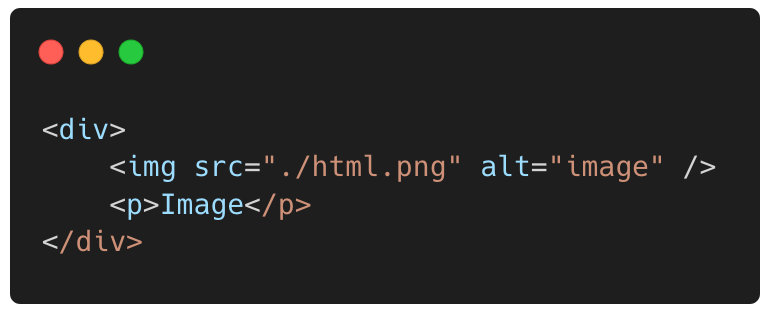 <div>
    <img src="./html.png" alt="image" />
    <p>Image</p>
</div>